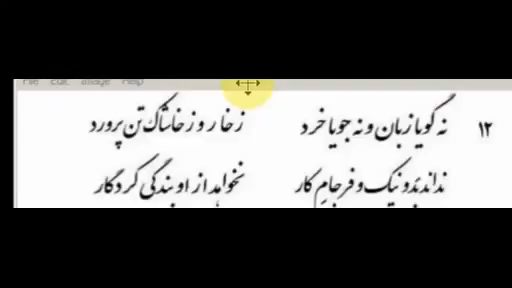 File Edit Image Help
۱۲ نه گویا زبان و نه جویا خرد ز خار و ز خاشاک تن پرورد
نداند بد و نیک و فرجام کار نخواهد از او بندگی کردگار